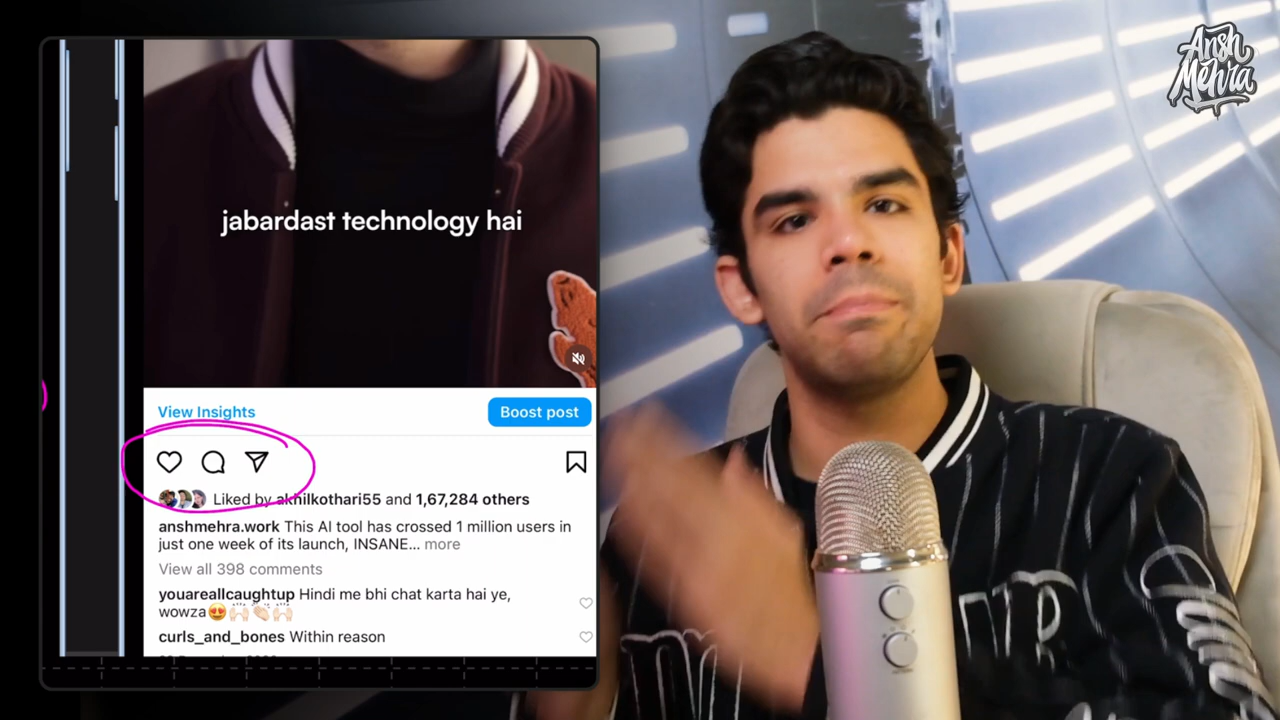 Ansh
Mehra
jabardast technology hai
View Insights
Boost post
Liked by akhilkothari55 and 1,67,284 others
anshmehra.work This AI tool has crossed 1 million users in
just one week of its launch, INSANE... more
View all 398 comments
youareallcaughtup Hindi me bhi chat karta hai ye,
wowza😍🙌🏻👏🏻🙌🏻
curls_and_bones Within reason